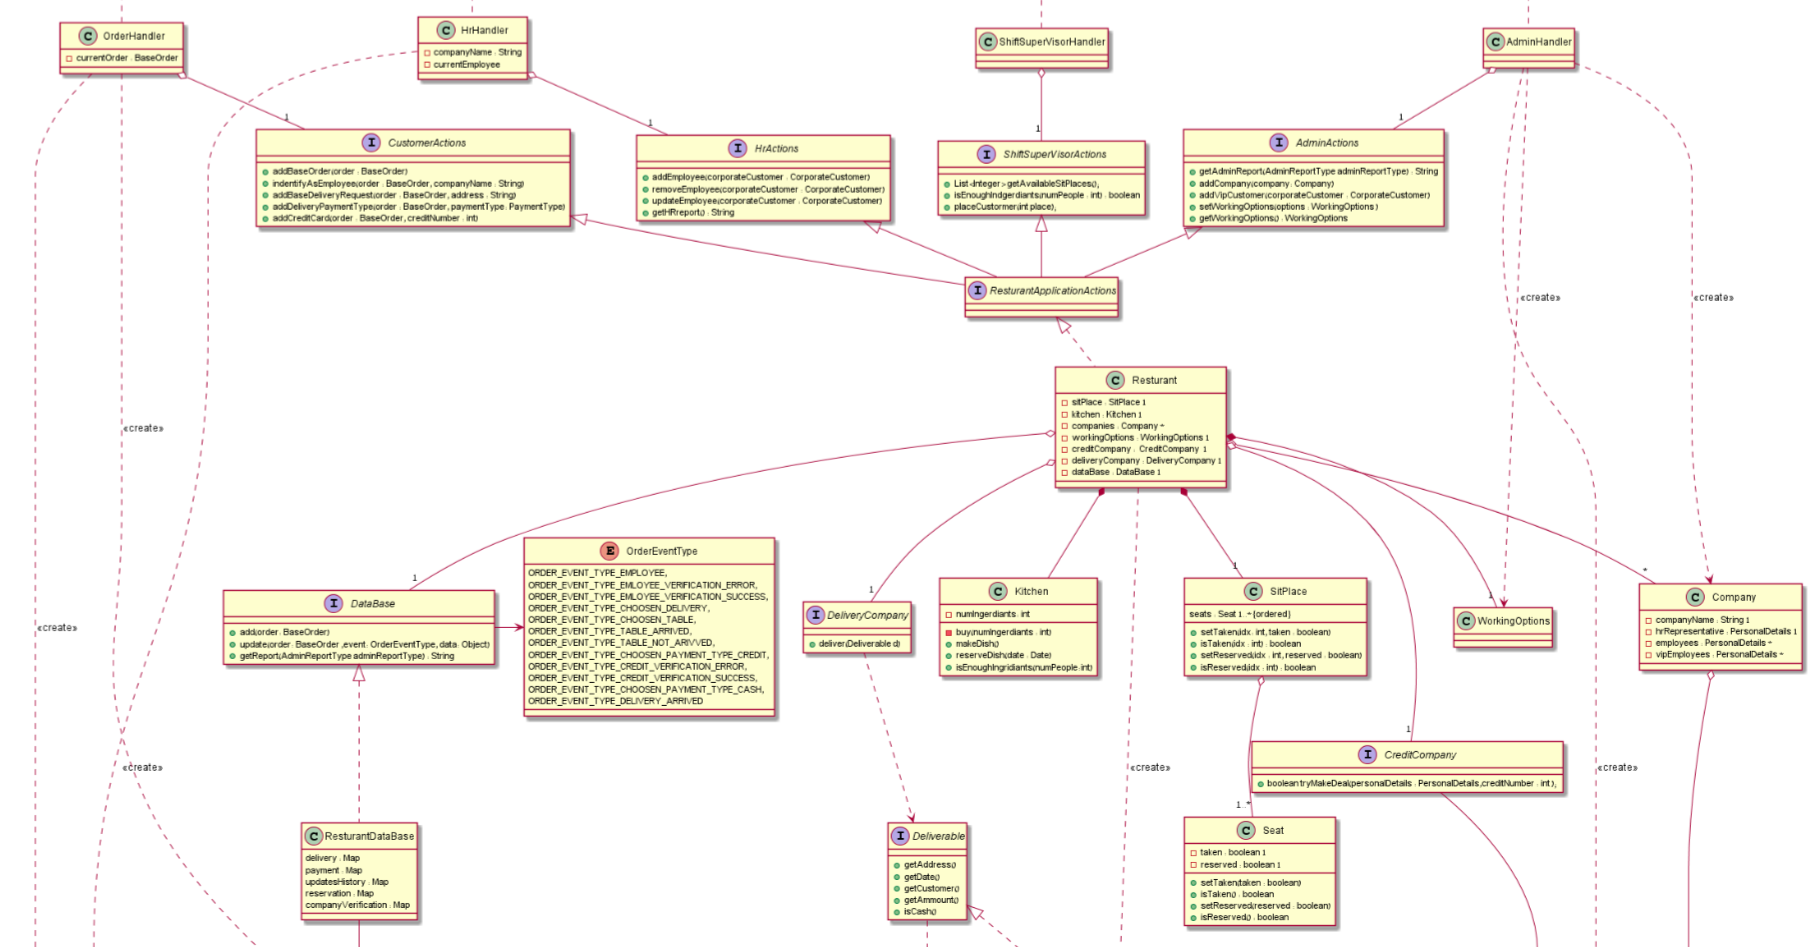 OrderHandler
currentOrder : BaseOrder
HrHandler
companyName : String
currentEmployee
ShiftSuperVisorHandler
AdminHandler
1
1
1
1
CustomerActions
addBaseOrder(order : BaseOrder)
indentifyAsEmployee(order : BaseOrder, companyName : String)
addBaseDeliveryRequest(order : BaseOrder, address : String)
addDeliveryPaymentType(order : BaseOrder, paymentType : PaymentType)
addCreditCard(order : BaseOrder, creditNumber : int)
HrActions
addEmployee(corporateCustomer : CorporateCustomer)
removeEmployee(corporateCustomer : CorporateCustomer)
updateEmployee(corporateCustomer : CorporateCustomer)
getHRreport() : String
ShiftSuperVisorActions
List<Integer> getAvailableSitPlaces(),
isEnoughIndgerdiants(numPeople : int) : boolean
placeCustormer(int place),
AdminActions
getAdminReport(AdminReportType adminReportType) : String
addCompany(company : Company)
addVipCustomer(corporateCustomer : CorporateCustomer)
setWorkingOptions(options : WorkingOptions)
getWorkingOptions() : WorkingOptions
ResturantApplicationActions
«create»
«create»
Resturant
sitPlace : SitPlace 1
kitchen : Kitchen 1
companies : Company *
workingOptions : WorkingOptions 1
creditCompany : CreditCompany 1
deliveryCompany : DeliveryCompany 1
dataBase : DataBase 1
«create»
OrderEventType
ORDER_EVENT_TYPE_EMPLOYEE,
ORDER_EVENT_TYPE_EMLOYEE_VERIFICATION_ERROR,
ORDER_EVENT_TYPE_EMLOYEE_VERIFICATION_SUCCESS,
ORDER_EVENT_TYPE_CHOOSEN_DELIVERY,
ORDER_EVENT_TYPE_CHOOSEN_TABLE,
ORDER_EVENT_TYPE_TABLE_ARRIVED,
ORDER_EVENT_TYPE_TABLE_NOT_ARIVVED,
ORDER_EVENT_TYPE_CHOOSEN_PAYMENT_TYPE_CREDIT,
ORDER_EVENT_TYPE_CREDIT_VERIFICATION_ERROR,
ORDER_EVENT_TYPE_CREDIT_VERIFICATION_SUCCESS,
ORDER_EVENT_TYPE_CHOOSEN_PAYMENT_TYPE_CASH,
ORDER_EVENT_TYPE_DELIVERY_ARRIVED
1
1
1
1
*
DataBase
add(order : BaseOrder)
update(order : BaseOrder ,event : OrderEventType, data : Object)
getReport(AdminReportType adminReportType) : String
DeliveryCompany
deliver(Deliverable d)
Kitchen
numIngerdiants : int
buy(numIngerdiants : int)
makeDish()
reserveDish(date : Date)
isEnoughIngridiants(numPeople int)
SitPlace
seats : Seat 1..* {ordered}
setTaken(idx : int, taken : boolean)
isTaken(idx : int) : boolean
setReserved(idx : int, reserved : boolean)
isReserved(idx : int) : boolean
WorkingOptions
Company
companyName : String 1
hrRepresentative : PersonalDetails 1
employees : PersonalDetails *
vipEmployees : PersonalDetails *
«create»
1
CreditCompany
boolean tryMakeDeal(personalDetails : PersonalDetails,creditNumber : int ),
«create»
«create»
«create»
1..*
ResturantDataBase
delivery : Map
payment : Map
updatesHistory : Map
reservation : Map
companyVerification : Map
Deliverable
getAddress()
getDate()
getCustomer()
getAmmount()
isCash()
Seat
taken : boolean 1
reserved : boolean 1
setTaken(taken : boolean)
isTaken() : boolean
setReserved(reserved : boolean)
isReserved() : boolean